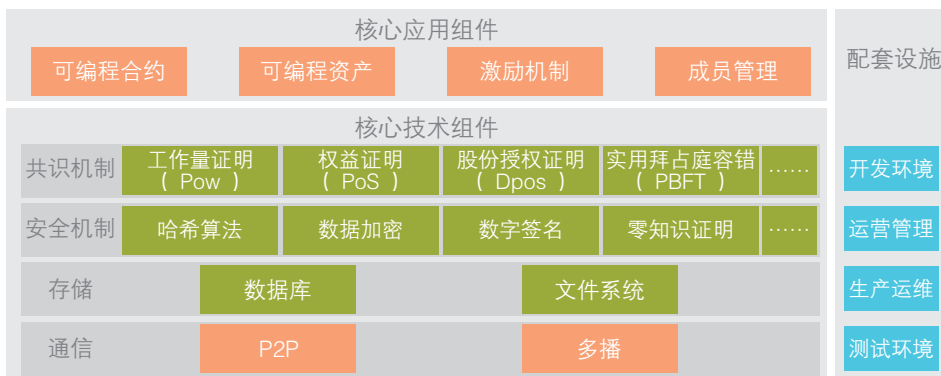 核心应用组件
可编程合约
可编程资产
激励机制
成员管理
核心技术组件
共识机制
工作量证明
（ Pow ）
权益证明
（ PoS ）
股份授权证明
（ Dpos ）
实用拜占庭容错
（ PBFT ）
……
安全机制
哈希算法
数据加密
数字签名
零知识证明
……
存储
数据库
文件系统
通信
P2P
多播
配套设施
开发环境
运营管理
生产运维
测试环境